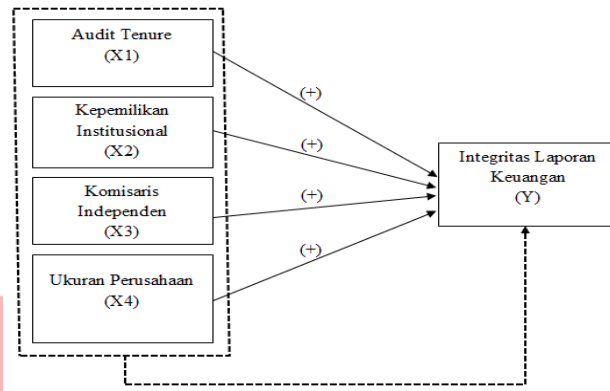 Audit Tenure
(X1)
(+)
Kepemilikan
Institusional
(X2)
(+)
Integritas Laporan
Keuangan
(Y)
Komisaris
Independen
(X3)
(+)
Ukuran Perusahaan
(X4)
(+)